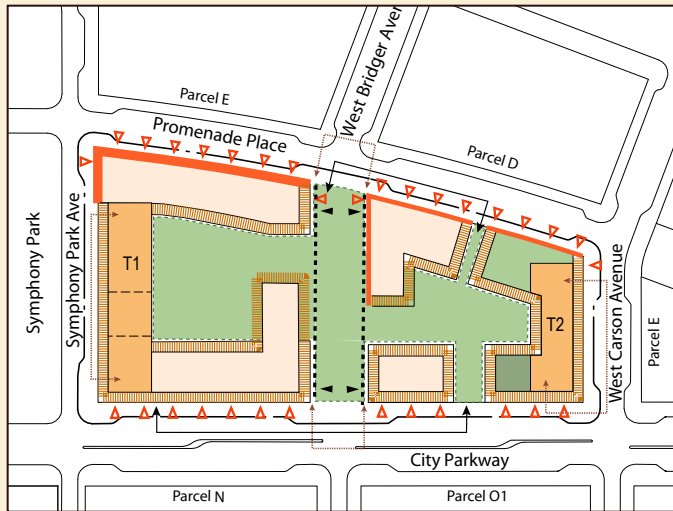 West Bridger Aven
Parcel E
Promenade Place
Parcel D
Symphony Park
Symphony Park Ave
T1
T2
West Carson Avenue
Parcel E
City Parkway
Parcel N
Parcel O1